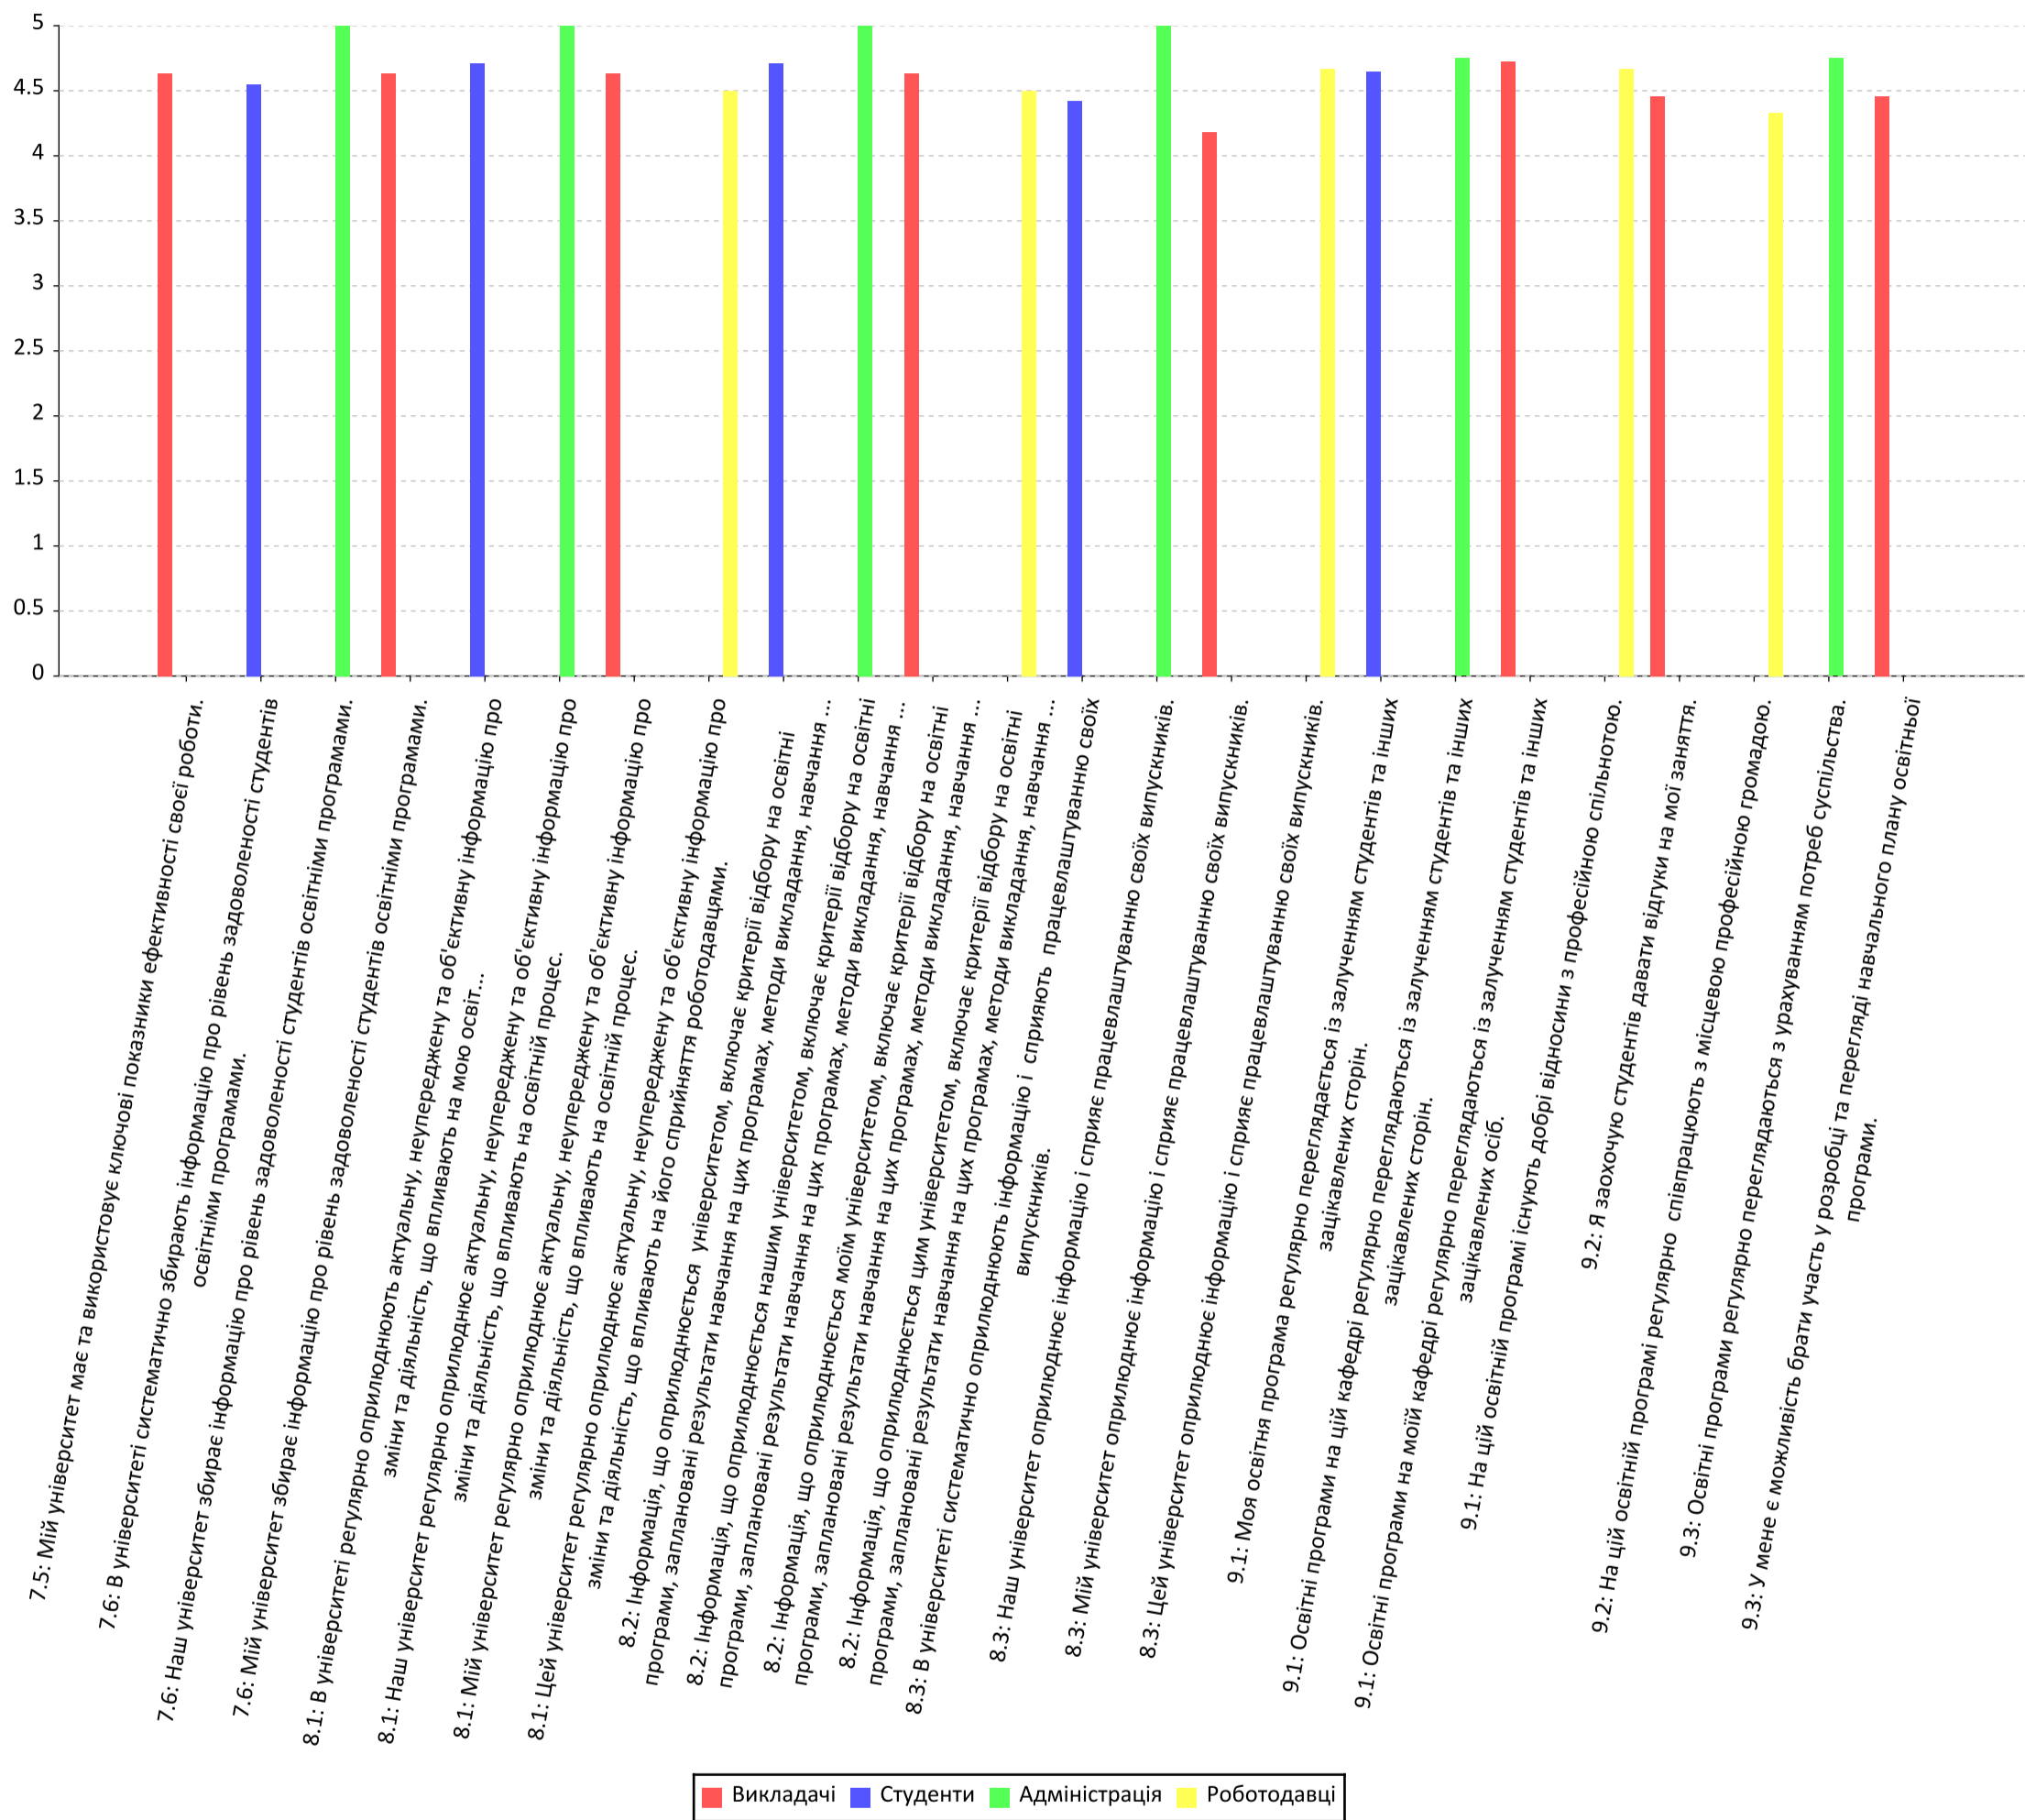 5
4.5
4
3.5
3
2.5
2
1.5
1
0.5
0
7.5: Мій університет має та використовує ключові показники ефективності своєї роботи.
7.6: В університеті систематично збирають інформацію про рівень задоволеності студентів
освітніми програмами.
7.6: Наш університет збирає інформацію про рівень задоволеності студентів освітніми програмами.
7.6: Мій університет збирає інформацію про рівень задоволеності студентів освітніми програмами.
8.1: В університеті регулярно оприлюднюють актуальну, неупереджену та об'єктивну інформацію про
зміни та діяльність, що впливають на мою освіт…
8.1: Наш університет регулярно оприлюднює актуальну, неупереджену та об'єктивну інформацію про
зміни та діяльність, що впливають на освітній процес.
8.1: Мій університет регулярно оприлюднює актуальну, неупереджену та об'єктивну інформацію про
зміни та діяльність, що впливають на освітній процес.
8.1: Цей університет регулярно оприлюднює актуальну, неупереджену та об'єктивну інформацію про
зміни та діяльність, що впливають на його сприйняття роботодавцями.
8.2: Інформація, що оприлюднюється університетом, включає критерії відбору на освітні
програми, заплановані результати навчання на цих програмах, методи викладання, навчання …
8.2: Інформація, що оприлюднюється нашим університетом, включає критерії відбору на освітні
програми, заплановані результати навчання на цих програмах, методи викладання, навчання …
8.2: Інформація, що оприлюднюється моїм університетом, включає критерії відбору на освітні
програми, заплановані результати навчання на цих програмах, методи викладання, навчання …
8.2: Інформація, що оприлюднюється цим університетом, включає критерії відбору на освітні
програми, заплановані результати навчання на цих програмах, методи викладання, навчання …
8.3: В університеті систематично оприлюднюють інформацію і сприяють працевлаштуванню своїх
випускників.
8.3: Наш університет оприлюднює інформацію і сприяє працевлаштуванню своїх випускників.
8.3: Мій університет оприлюднює інформацію і сприяє працевлаштуванню своїх випускників.
8.3: Цей університет оприлюднює інформацію і сприяє працевлаштуванню своїх випускників.
9.1: Моя освітня програма регулярно переглядається із залученням студентів та інших
зацікавлених сторін.
9.1: Освітні програми на цій кафедрі регулярно переглядаються із залученням студентів та інших
зацікавлених сторін.
9.1: Освітні програми на моїй кафедрі регулярно переглядаються із залученням студентів та інших
зацікавлених осіб.
9.1: На цій освітній програмі існують добрі відносини з професійною спільнотою.
9.2: Я заохочую студентів давати відгуки на мої заняття.
9.2: На цій освітній програмі регулярно співпрацюють з місцевою професійною громадою.
9.3: Освітні програми регулярно переглядаються з урахуванням потреб суспільства.
9.3: У мене є можливість брати участь у розробці та перегляді навчального плану освітньої
програми.
Викладачі Студенти Адміністрація Роботодавці